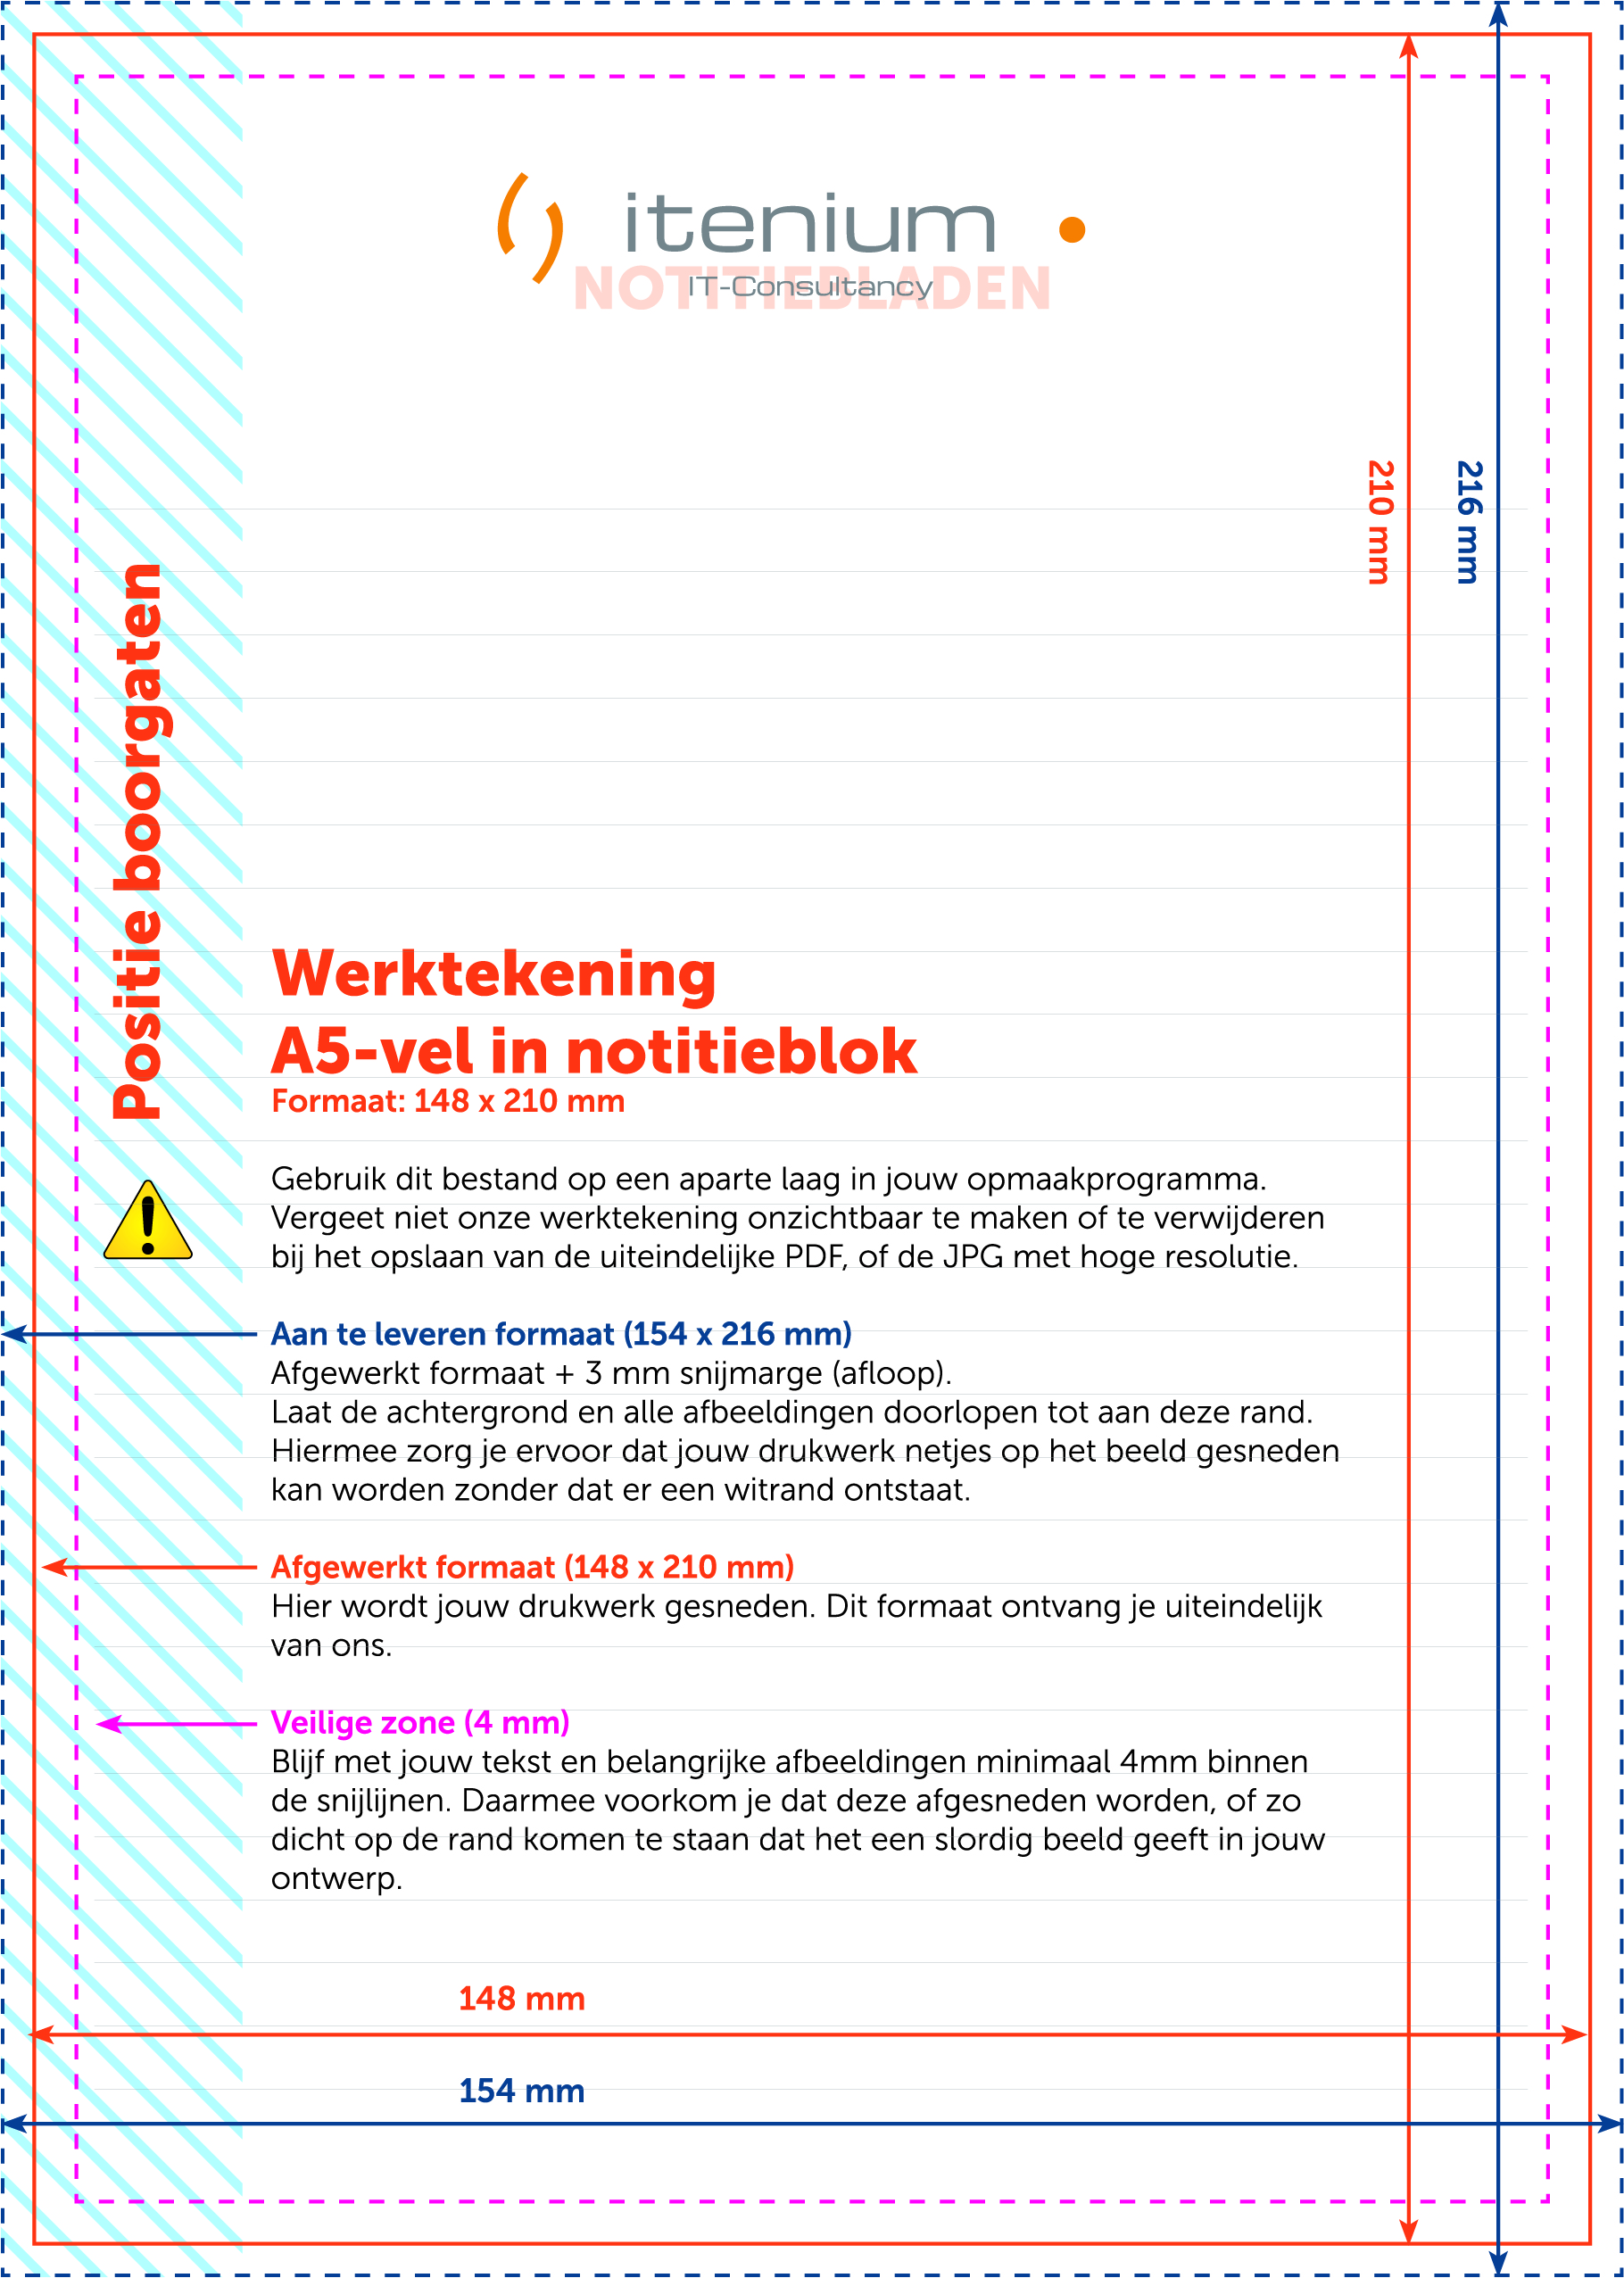 itenium
NOTITIEBLADEN
IT-Consultancy
210 mm
216 mm
Positie boorgaten
Werktekening
A5-vel in notitieblok
Formaat: 148 x 210 mm
Gebruik dit bestand op een aparte laag in jouw opmaakprogramma.
Vergeet niet onze werktekening onzichtbaar te maken of te verwijderen
bij het opslaan van de uiteindelijke PDF, of de JPG met hoge resolutie.
Aan te leveren formaat (154 x 216 mm)
Afgewerkt formaat + 3 mm snijmarge (afloop).
Laat de achtergrond en alle afbeeldingen doorlopen tot aan deze rand.
Hiermee zorg je ervoor dat jouw drukwerk netjes op het beeld gesneden
kan worden zonder dat er een witrand ontstaat.
Afgewerkt formaat (148 x 210 mm)
Hier wordt jouw drukwerk gesneden. Dit formaat ontvang je uiteindelijk
van ons.
Veilige zone (4 mm)
Blijf met jouw tekst en belangrijke afbeeldingen minimaal 4mm binnen
de snijlijnen. Daarmee voorkom je dat deze afgesneden worden, of zo
dicht op de rand komen te staan dat het een slordig beeld geeft in jouw
ontwerp.
148 mm
154 mm